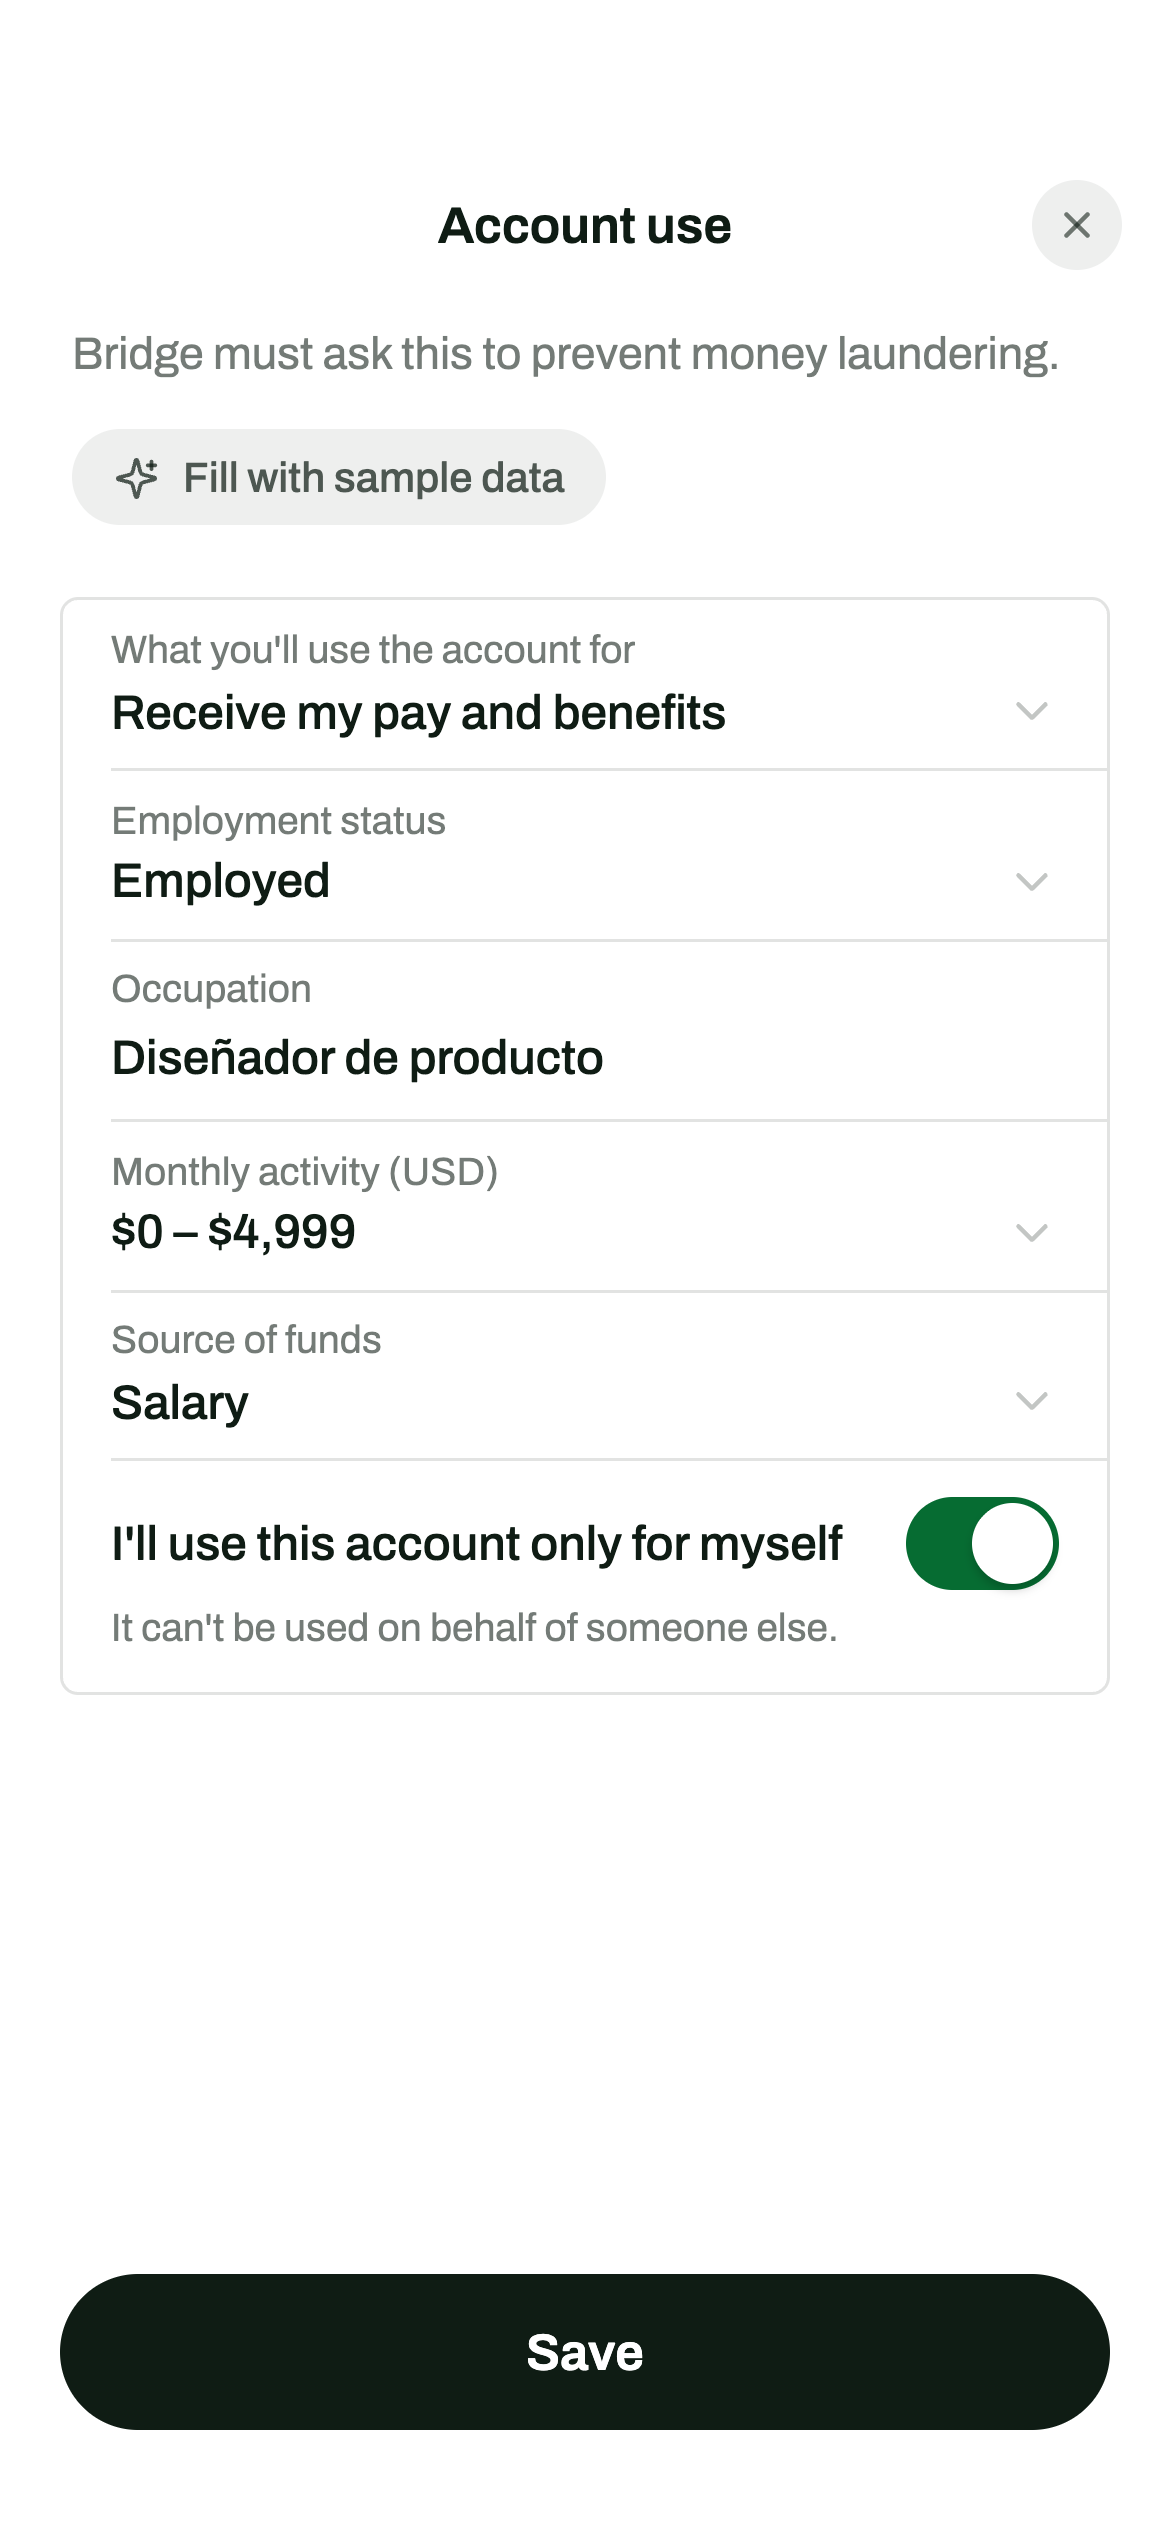 Account use
Bridge must ask this to prevent money laundering.
Fill with sample data
What you'll use the account for
Receive my pay and benefits
Employment status
Employed
Occupation
Diseñador de producto
Monthly activity (USD)
$0 – $4,999
Source of funds
Salary
I'll use this account only for myself
It can't be used on behalf of someone else.
Save